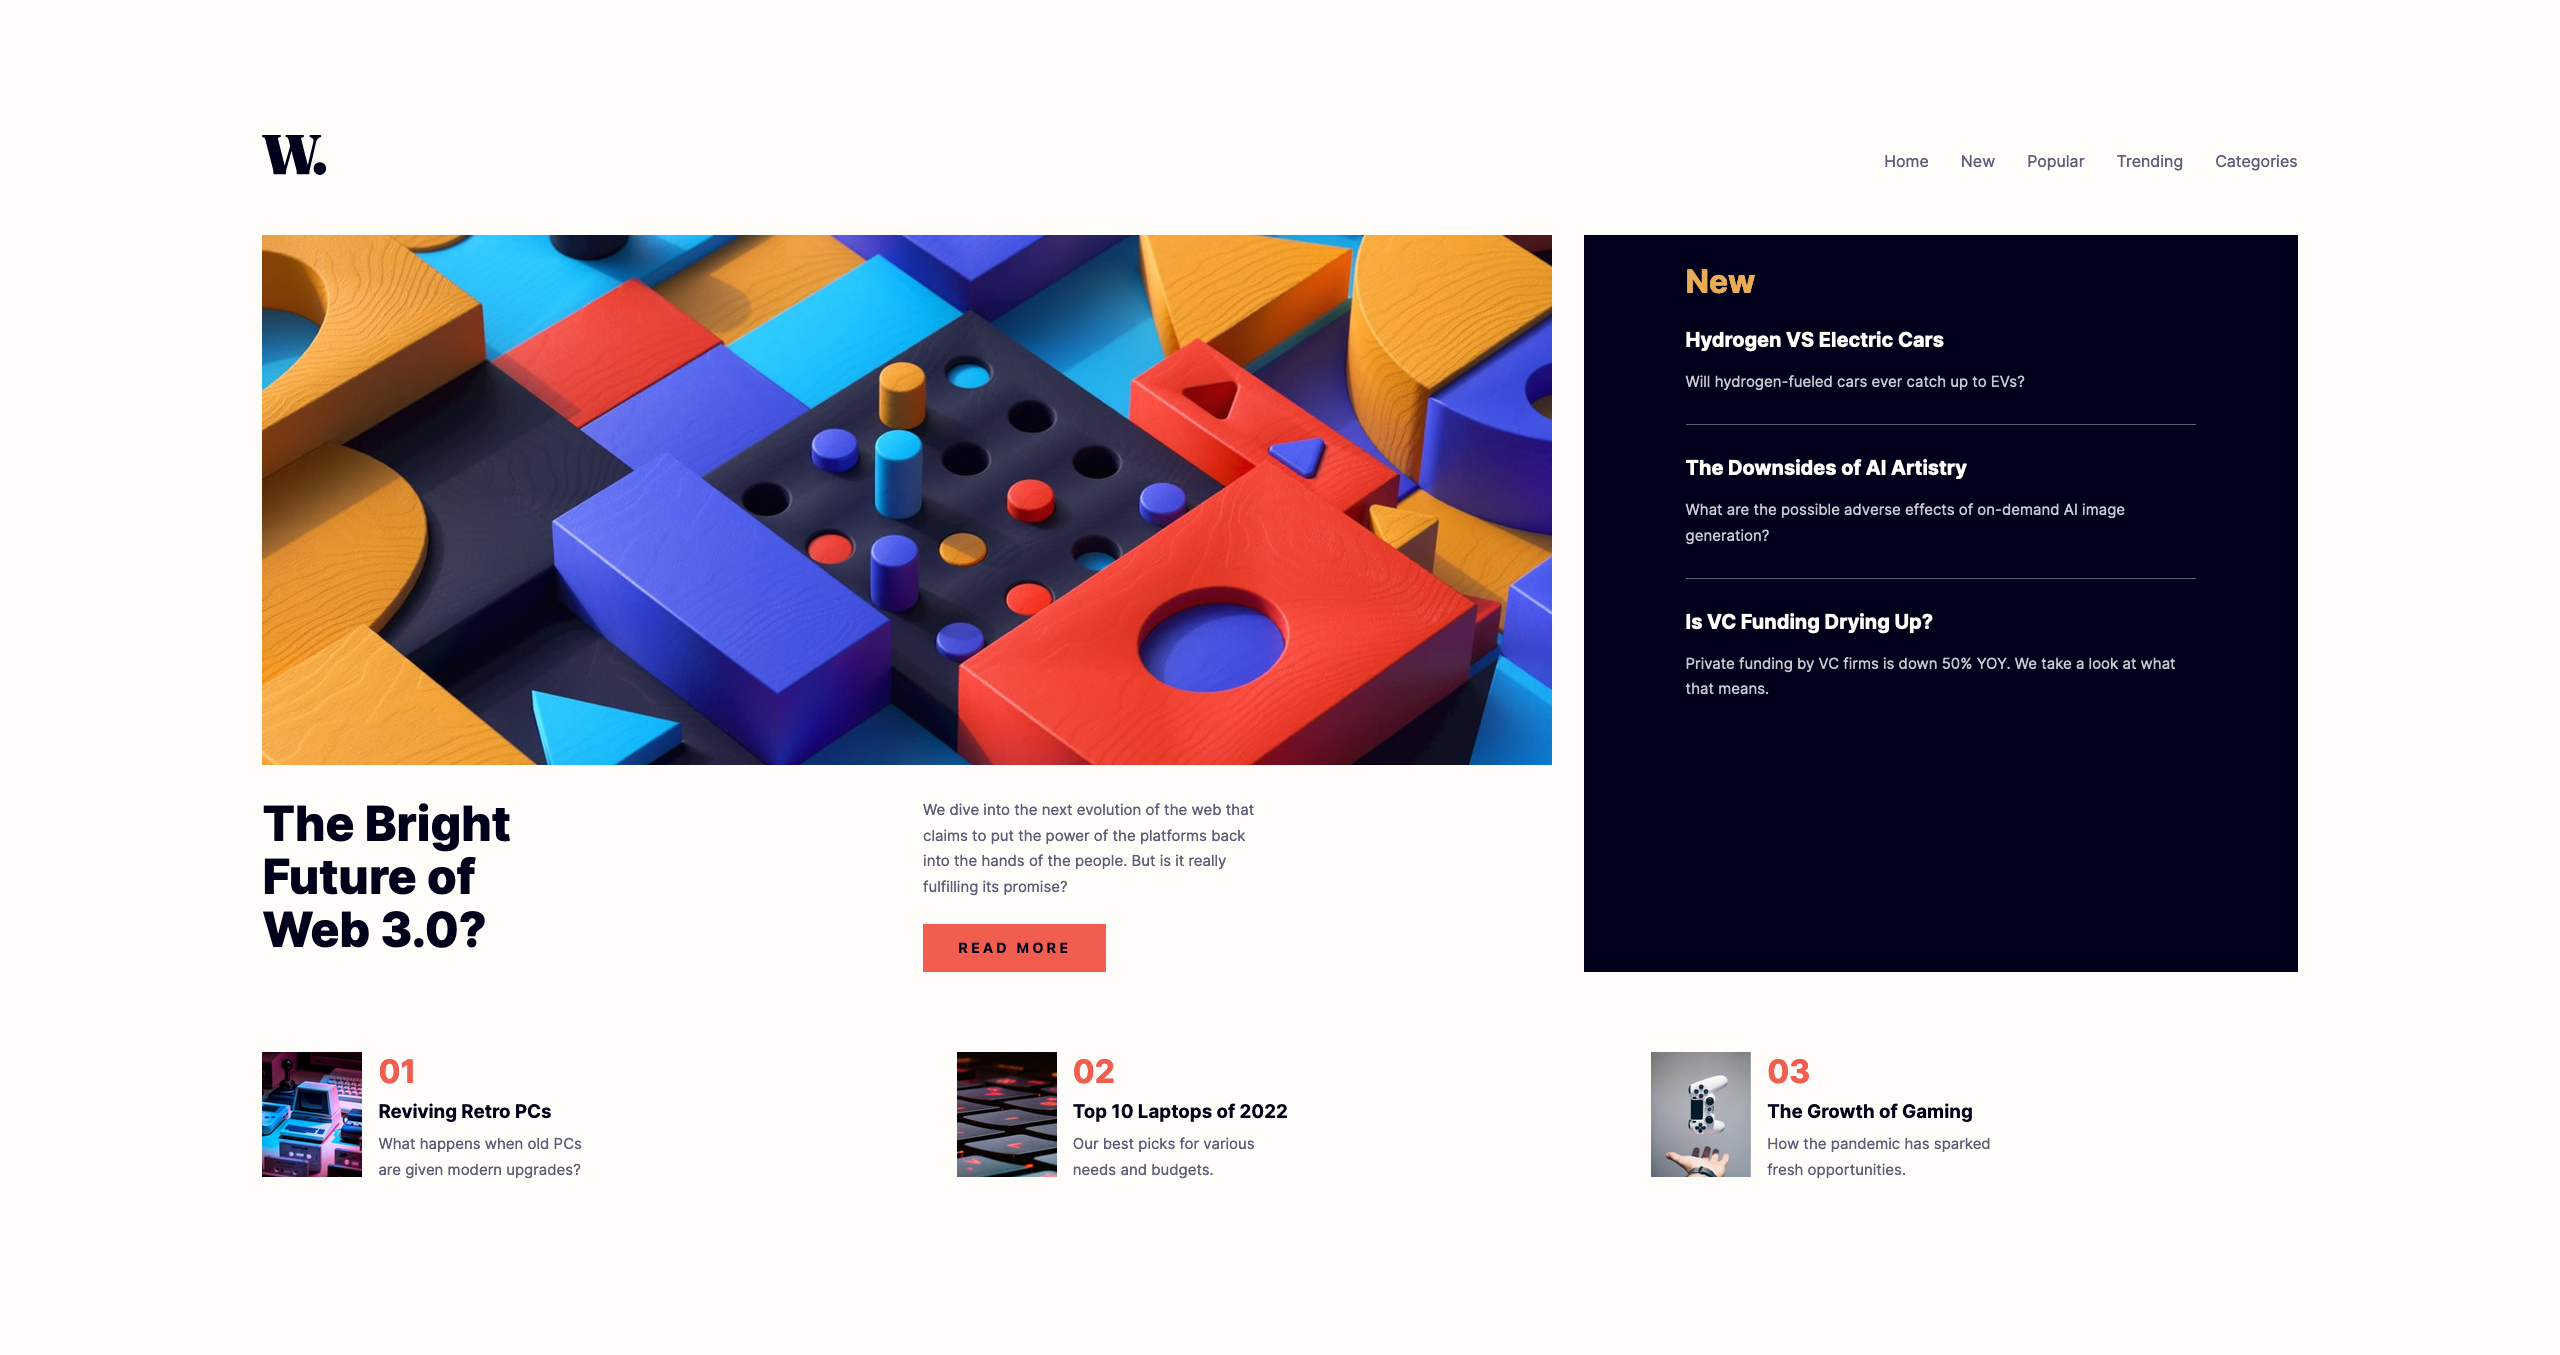 W.
Home New Popular Trending Categories
New
Hydrogen VS Electric Cars
Will hydrogen-fueled cars ever catch up to EVs?
The Downsides of AI Artistry
What are the possible adverse effects of on-demand AI image
generation?
Is VC Funding Drying Up?
Private funding by VC firms is down 50% YOY. We take a look at what
that means.
The Bright
Future of
Web 3.0?
We dive into the next evolution of the web that
claims to put the power of the platforms back
into the hands of the people. But is it really
fulfilling its promise?
READ MORE
01
Reviving Retro PCs
What happens when old PCs
are given modern upgrades?
02
Top 10 Laptops of 2022
Our best picks for various
needs and budgets.
03
The Growth of Gaming
How the pandemic has sparked
fresh opportunities.